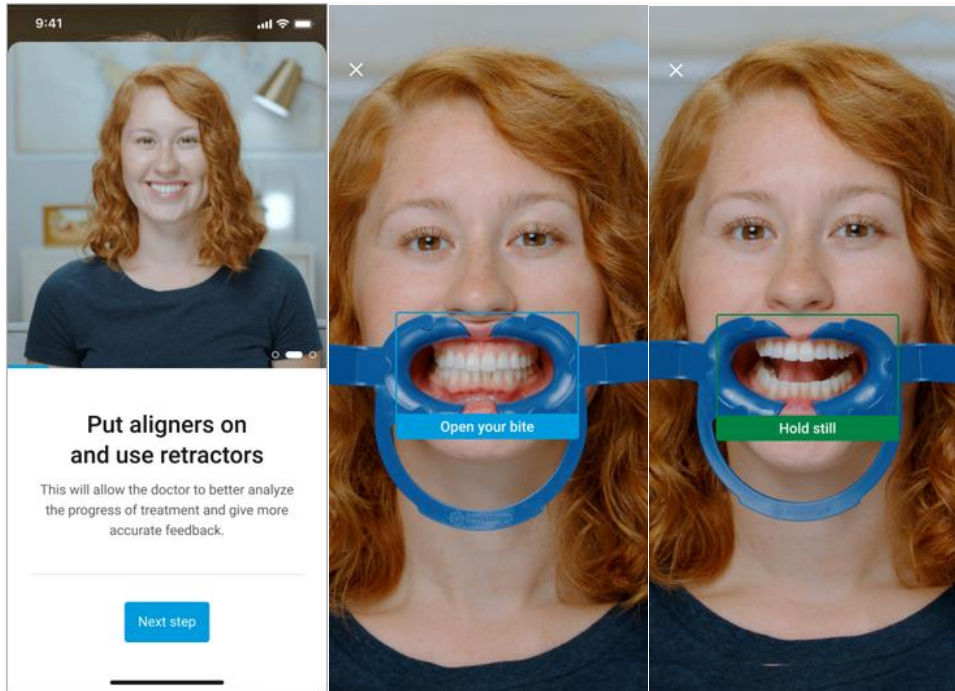 9:41
Put aligners on
and use retractors
This will allow the doctor to better analyze
the progress of treatment and give more
accurate feedback.
Next step
Open your bite
Hold still